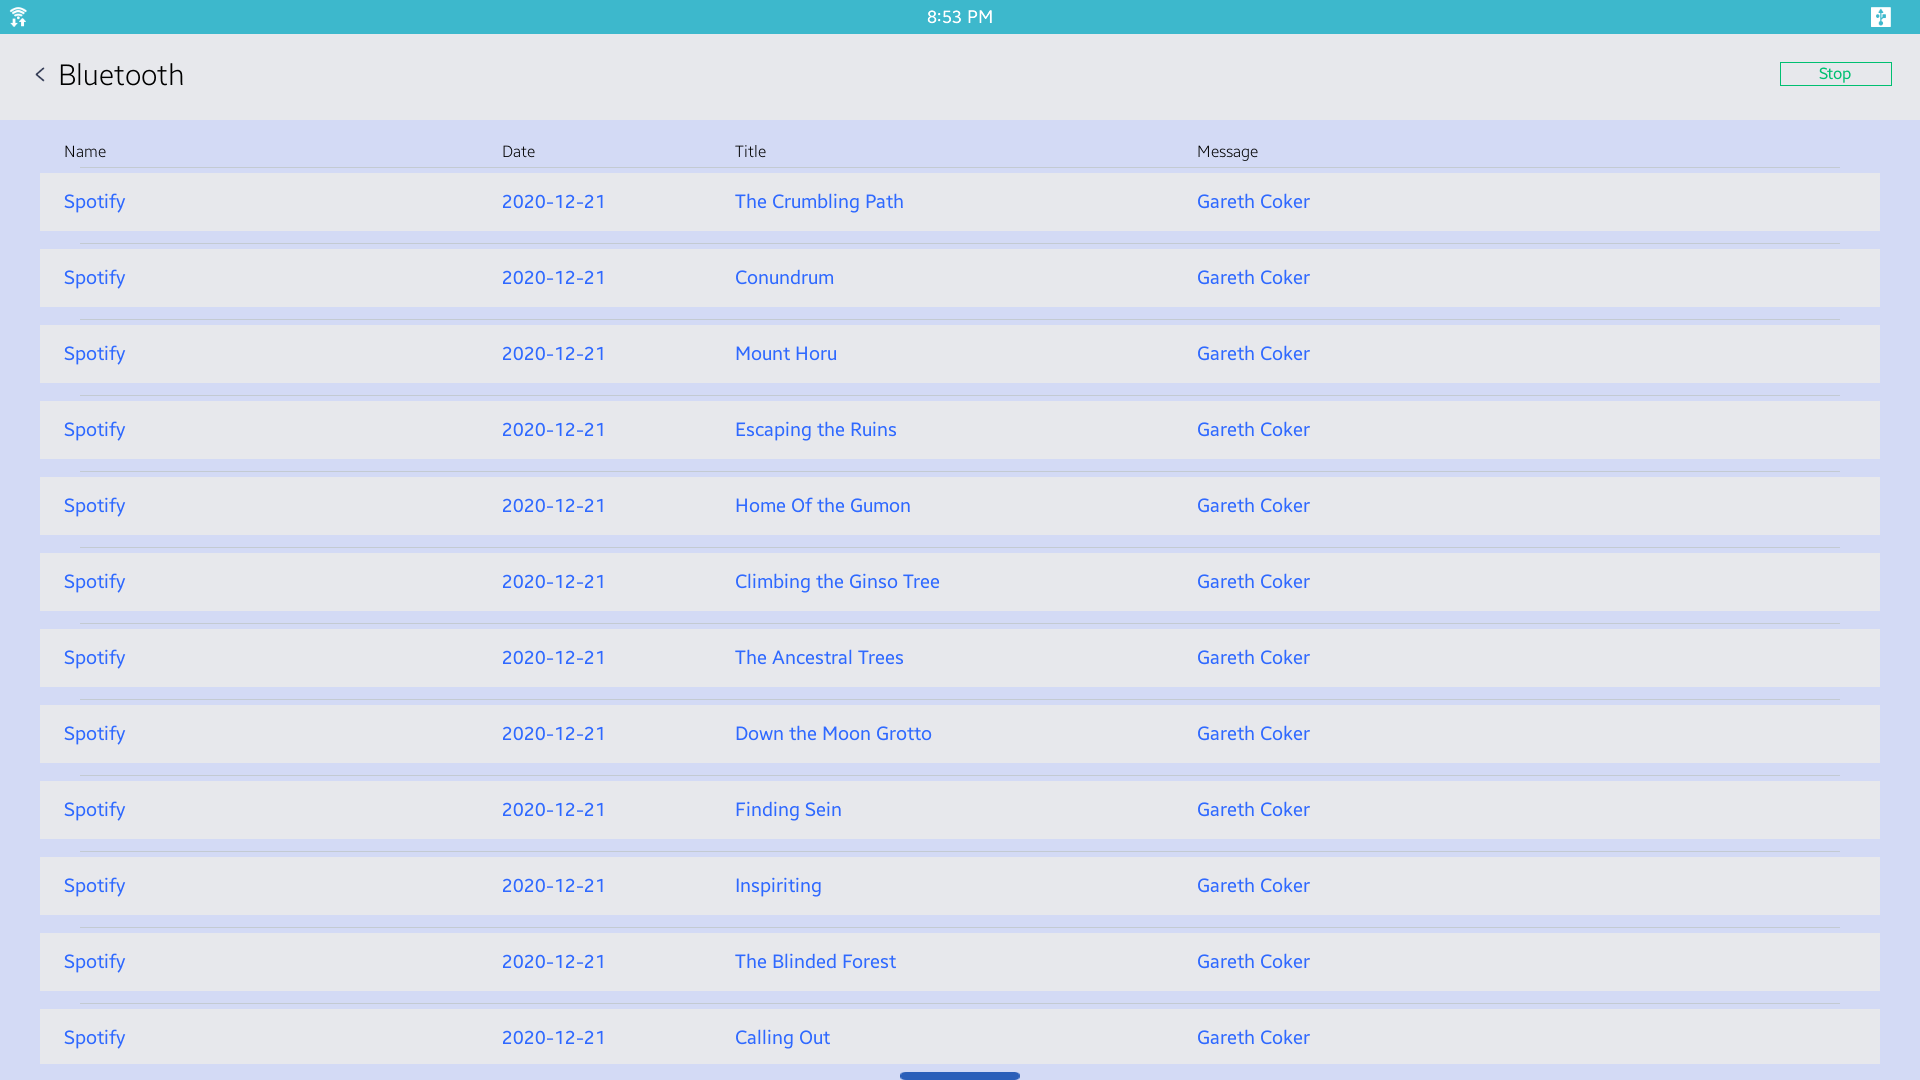 8:53 PM
Bluetooth
Stop
Name Date Title Message
Spotify 2020-12-21 The Crumbling Path Gareth Coker
Spotify 2020-12-21 Conundrum Gareth Coker
Spotify 2020-12-21 Mount Horu Gareth Coker
Spotify 2020-12-21 Escaping the Ruins Gareth Coker
Spotify 2020-12-21 Home Of the Gumon Gareth Coker
Spotify 2020-12-21 Climbing the Ginso Tree Gareth Coker
Spotify 2020-12-21 The Ancestral Trees Gareth Coker
Spotify 2020-12-21 Down the Moon Grotto Gareth Coker
Spotify 2020-12-21 Finding Sein Gareth Coker
Spotify 2020-12-21 Inspiriting Gareth Coker
Spotify 2020-12-21 The Blinded Forest Gareth Coker
Spotify 2020-12-21 Calling Out Gareth Coker